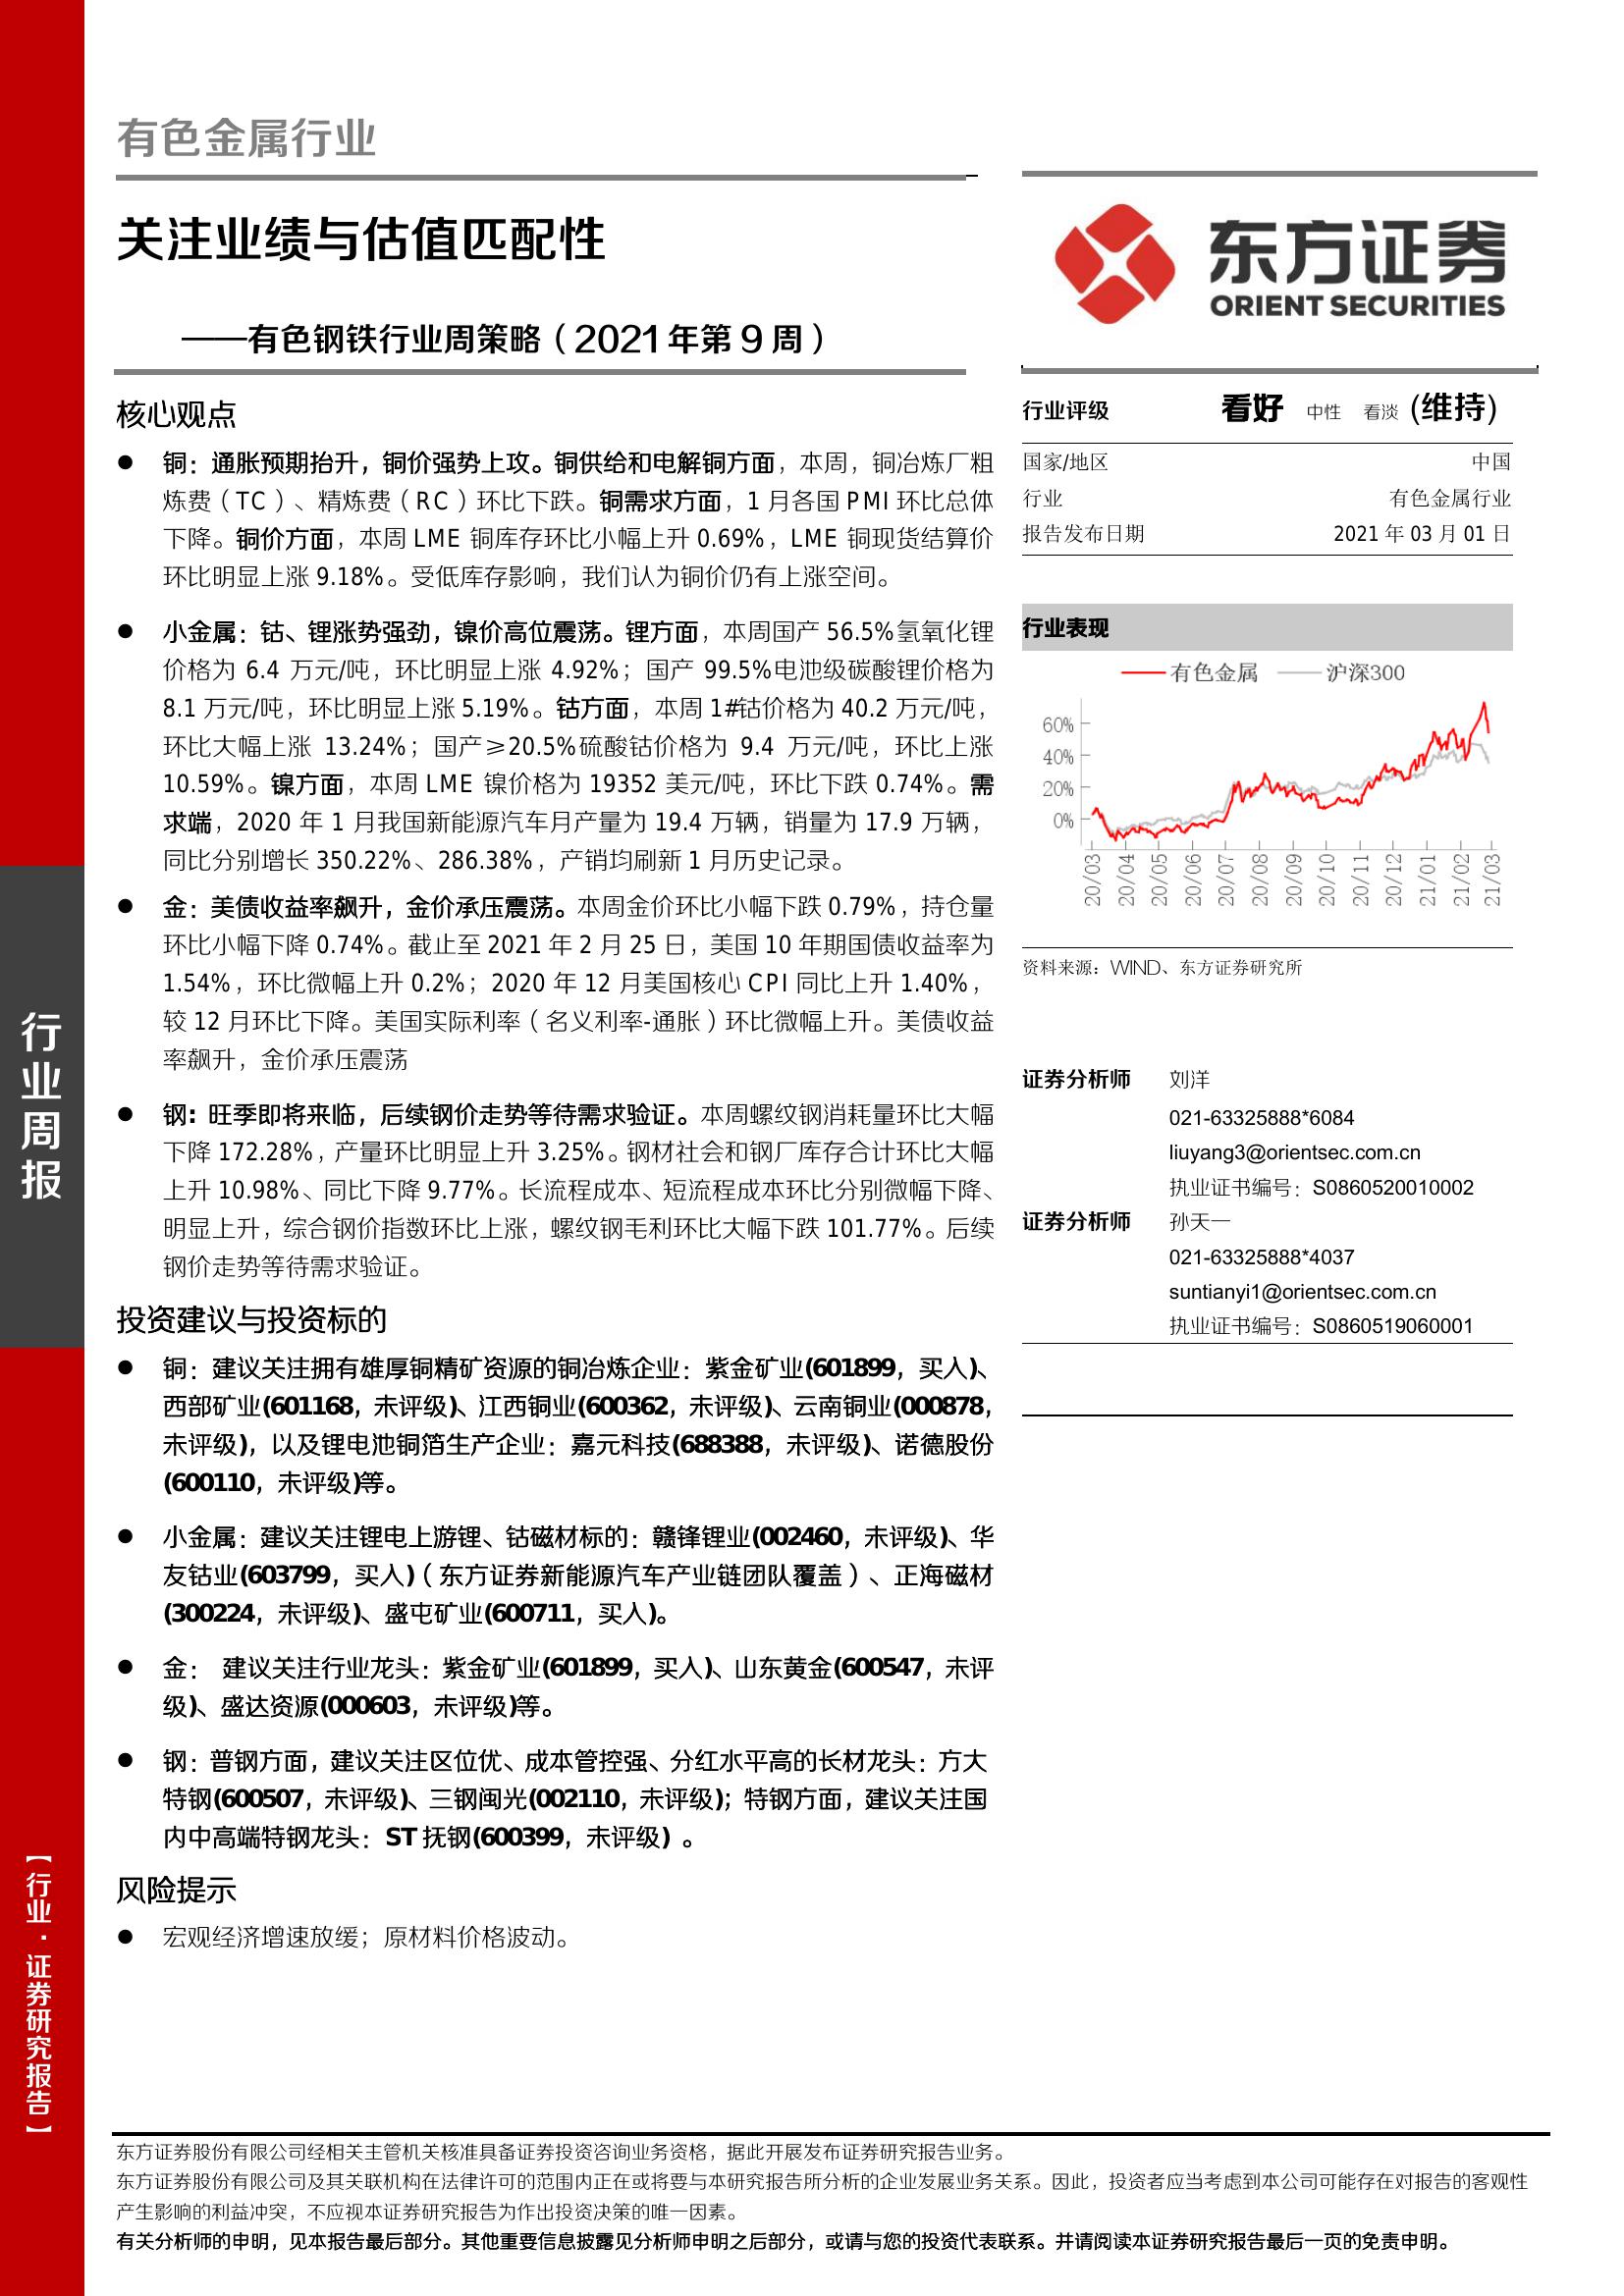 有色金属行业
关注业绩与估值匹配性
——有色钢铁行业周策略（2021年第9周）
东方证券
ORIENT SECURITIES
核心观点
● 铜：通胀预期抬升，铜价强势上攻。铜供给和电解铜方面，本周，铜冶炼厂粗
炼费（TC）、精炼费（RC）环比下跌。铜需求方面，1月各国PMI环比总体
下降。铜价方面，本周LME铜库存环比小幅上升0.69%，LME铜现货结算价
环比明显上涨9.18%。受低库存影响，我们认为铜价仍有上涨空间。
● 小金属：钴、锂涨势强劲，镍价高位震荡。锂方面，本周国产56.5%氢氧化锂
价格为6.4万元/吨，环比明显上涨4.92%；国产99.5%电池级碳酸锂价格为
8.1万元/吨，环比明显上涨5.19%。钴方面，本周1#钴价格为40.2万元/吨，
环比大幅上涨13.24%；国产≥20.5%硫酸钴价格为9.4万元/吨，环比上涨
10.59%。镍方面，本周LME镍价格为19352美元/吨，环比下跌0.74%。需
求端，2020年1月我国新能源汽车月产量为19.4万辆，销量为17.9万辆，
同比分别增长350.22%、286.38%，产销均刷新1月历史记录。
● 金：美债收益率飙升，金价承压震荡。本周金价环比小幅下跌0.79%，持仓量
环比小幅下降0.74%。截止至2021年2月25日，美国10年期国债收益率为
1.54%，环比微幅上升0.2%；2020年12月美国核心CPI同比上升1.40%，
较12月环比下降。美国实际利率（名义利率-通胀）环比微幅上升。美债收益
率飙升，金价承压震荡
● 钢：旺季即将来临，后续钢价走势等待需求验证。本周螺纹钢消耗量环比大幅
下降172.28%，产量环比明显上升3.25%。钢材社会和钢厂库存合计环比大幅
上升10.98%、同比下降9.77%。长流程成本、短流程成本环比分别微幅下降、
明显上升，综合钢价指数环比上涨，螺纹钢毛利环比大幅下跌101.77%。后续
钢价走势等待需求验证。
投资建议与投资标的
● 铜：建议关注拥有雄厚铜精矿资源的铜冶炼企业：紫金矿业(601899，买入)、
西部矿业(601168，未评级)、江西铜业(600362，未评级)、云南铜业(000878，
未评级)，以及锂电池铜箔生产企业：嘉元科技(688388，未评级)、诺德股份
(600110，未评级)等。
● 小金属：建议关注锂电上游锂、钴磁材标的：赣锋锂业(002460，未评级)、华
友钴业(603799，买入)（东方证券新能源汽车产业链团队覆盖）、正海磁材
(300224，未评级)、盛屯矿业(600711，买入)。
● 金： 建议关注行业龙头：紫金矿业(601899，买入)、山东黄金(600547，未评
级)、盛达资源(000603，未评级)等。
● 钢：普钢方面，建议关注区位优、成本管控强、分红水平高的长材龙头：方大
特钢(600507，未评级)、三钢闽光(002110，未评级)；特钢方面，建议关注国
内中高端特钢龙头：ST抚钢(600399，未评级) 。
风险提示
● 宏观经济增速放缓；原材料价格波动。
行业评级 看好 中性 看淡 (维持)
国家/地区 中国
行业 有色金属行业
报告发布日期 2021年03月01日
行业表现
有色金属 沪深300
60%
40%
20%
0%
20/03 20/04 20/05 20/06 20/07 20/08 20/09 20/10 20/11 20/12 21/01 21/02 21/03
资料来源：WIND、东方证券研究所
证券分析师 刘洋
021-63325888*6084
liuyang3@orientsec.com.cn
执业证书编号：S0860520010002
证券分析师 孙天一
021-63325888*4037
suntianyi1@orientsec.com.cn
执业证书编号：S0860519060001
行业周报
【行业·证券研究报告】
东方证券股份有限公司经相关主管机关核准具备证券投资咨询业务资格，据此开展发布证券研究报告业务。
东方证券股份有限公司及其关联机构在法律许可的范围内正在或将要与本研究报告所分析的企业发展业务关系。因此，投资者应当考虑到本公司可能存在对报告的客观性
产生影响的利益冲突，不应视本证券研究报告为作出投资决策的唯一因素。
有关分析师的申明，见本报告最后部分。其他重要信息披露见分析师申明之后部分，或请与您的投资代表联系。并请阅读本证券研究报告最后一页的免责申明。